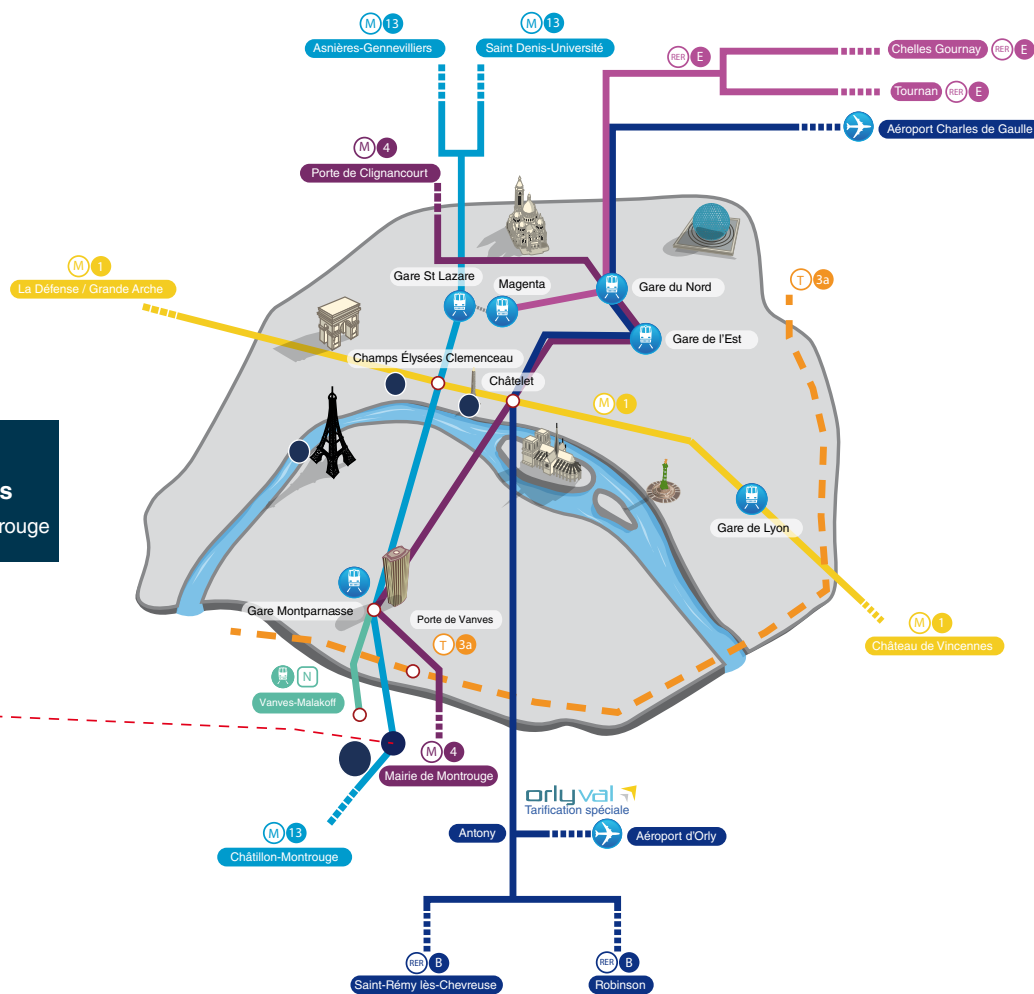 M 13
M 13
Asnières-Gennevilliers
Saint Denis-Université
RER E
Chelles Gournay RER E
Tournan RER E
Aéroport Charles de Gaulle
M 4
Porte de Clignancourt
M 1
La Défense / Grande Arche
T 3a
Gare St Lazare
Magenta
Gare du Nord
Gare de l'Est
Champs Élysées Clemenceau
Châtelet
M 1
Gare de Lyon
Gare Montparnasse
Porte de Vanves
T 3a
M 1
Château de Vincennes
N
Vanves-Malakoff
M 4
Mairie de Montrouge
M 13
Châtillon-Montrouge
orlyval
Tarification spéciale
Antony
Aéroport d'Orly
RER B
RER B
Saint-Rémy lès-Chevreuse
Robinson